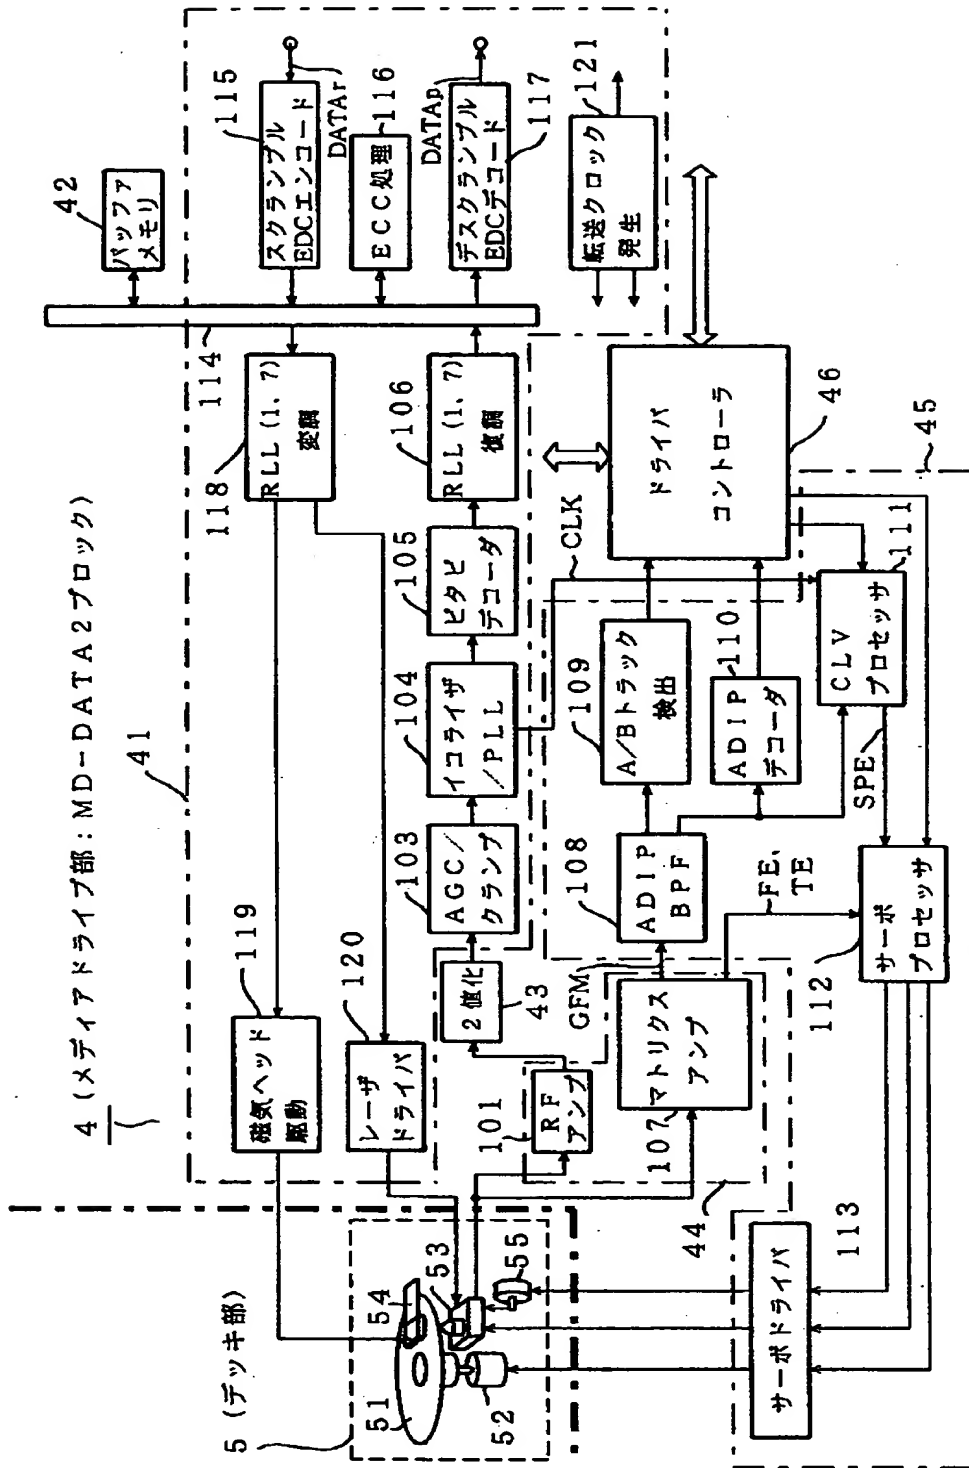 4 (メディアドライブ部：MD-DATA2ブロック)
41
5 (デッキ部)
42
バッファ
メモリ
115
スクランブル
EDCエンコード
DATAr
116
ECC処理
DATAp
デスクランブル
EDCデコード
117
121
転送クロック
発生
114
118
RLL (1、7)
変調
106
RLL (1、7)
復調
105
ビタビ
デコーダ
104
イコライザ
/PLL
103
AGC/
クランプ
119
磁気ヘッド
駆動
120
レーザ
ドライバ
2値化
43
101
RF
アンプ
マトリクス
アンプ
107
44
GFM
108
ADIP
BPF
109
A/Bトラック
検出
110
ADIP
デコーダ
CLK
ドライバ
コントローラ
46
45
111
CLV
プロセッサ
SPE
FE、
TE
サーボ
プロセッサ
112
サーボドライバ
113
51
52
53
54
55